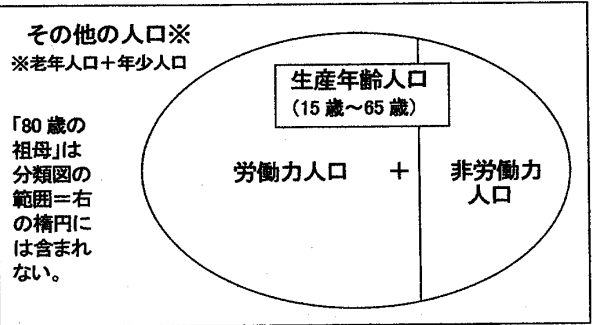 その他の人口※
※老年人口＋年少人口
生産年齢人口
（15歳～65歳）
「80歳の
祖母」は
分類図の
範囲＝右
の楕円に
は含まれ
ない。
労働力人口 ＋ 非労働力
人口